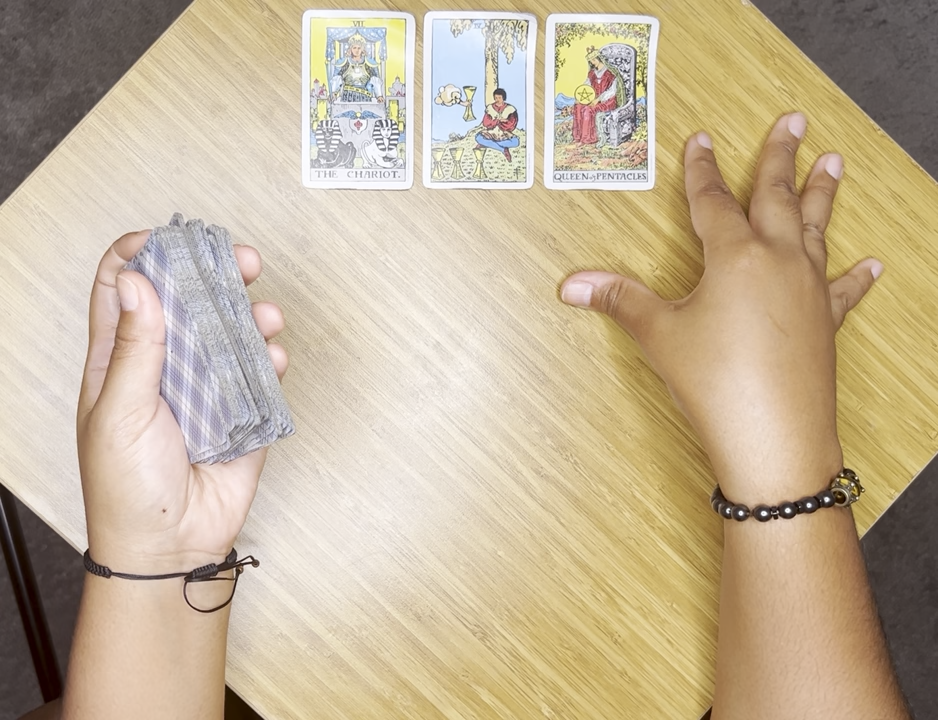 VII.
THE CHARIOT.
QUEEN of PENTACLES